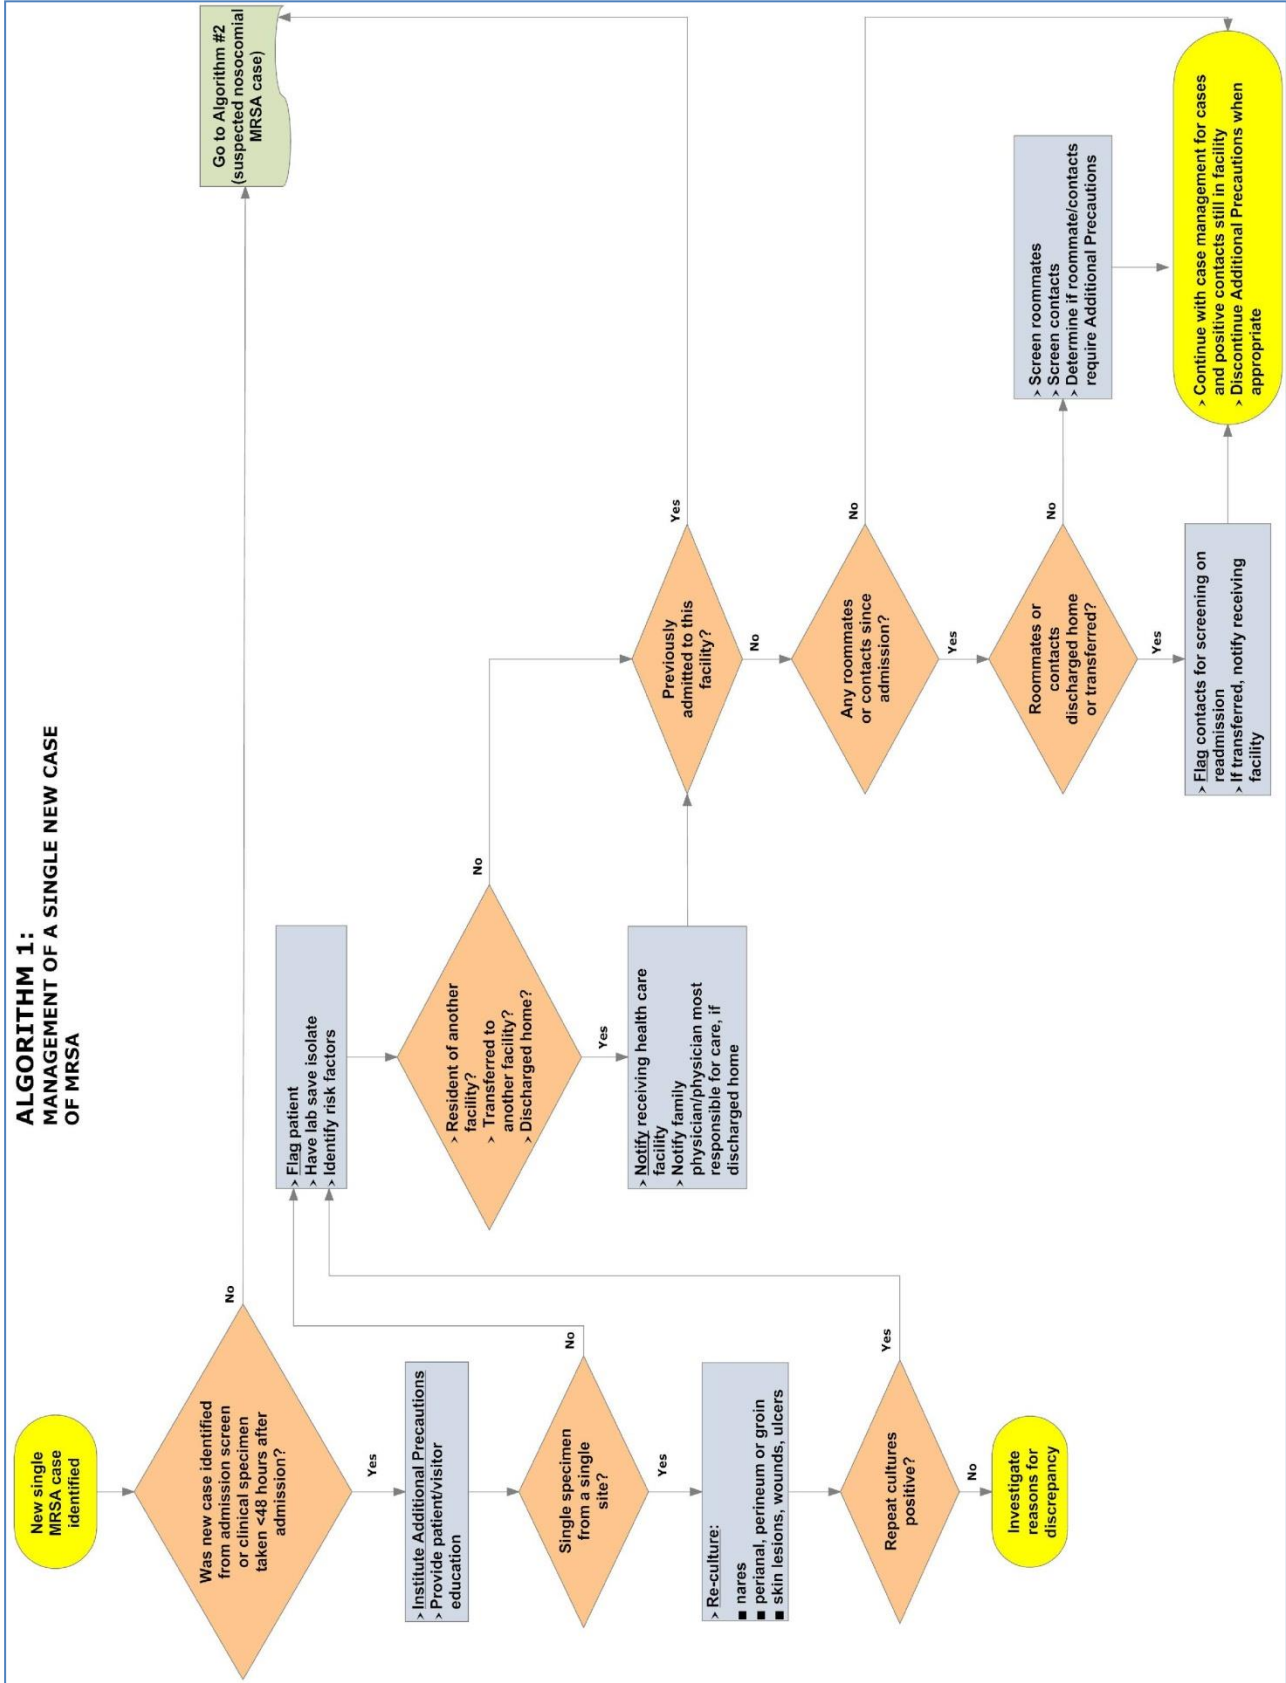 ALGORITHM 1:
MANAGEMENT OF A SINGLE NEW CASE
OF MRSA
New single
MRSA case
identified
Was new case identified
from admission screen
or clinical specimen
taken <48 hours after
admission?
No
Go to Algorithm #2
(suspected nosocomial
MRSA case)
Yes
> Institute Additional Precautions
> Provide patient/visitor
education
Single specimen
from a single
site?
No
Yes
> Re-culture:
■ nares
■ perianal, perineum or groin
■ skin lesions, wounds, ulcers
Repeat cultures
positive?
Yes
No
Investigate
reasons for
discrepancy
> Flag patient
> Have lab save isolate
> Identify risk factors
> Resident of another
facility?
> Transferred to
another facility?
> Discharged home?
No
Yes
> Notify receiving health care
facility
> Notify family
physician/physician most
responsible for care, if
discharged home
Previously
admitted to this
facility?
Yes
No
Any roommates
or contacts since
admission?
No
Yes
Roommates or
contacts
discharged home
or transferred?
No
Yes
> Screen roommates
> Screen contacts
> Determine if roommate/contacts
require Additional Precautions
> Flag contacts for screening on
readmission
> If transferred, notify receiving
facility
> Continue with case management for cases
and positive contacts still in facility
> Discontinue Additional Precautions when
appropriate